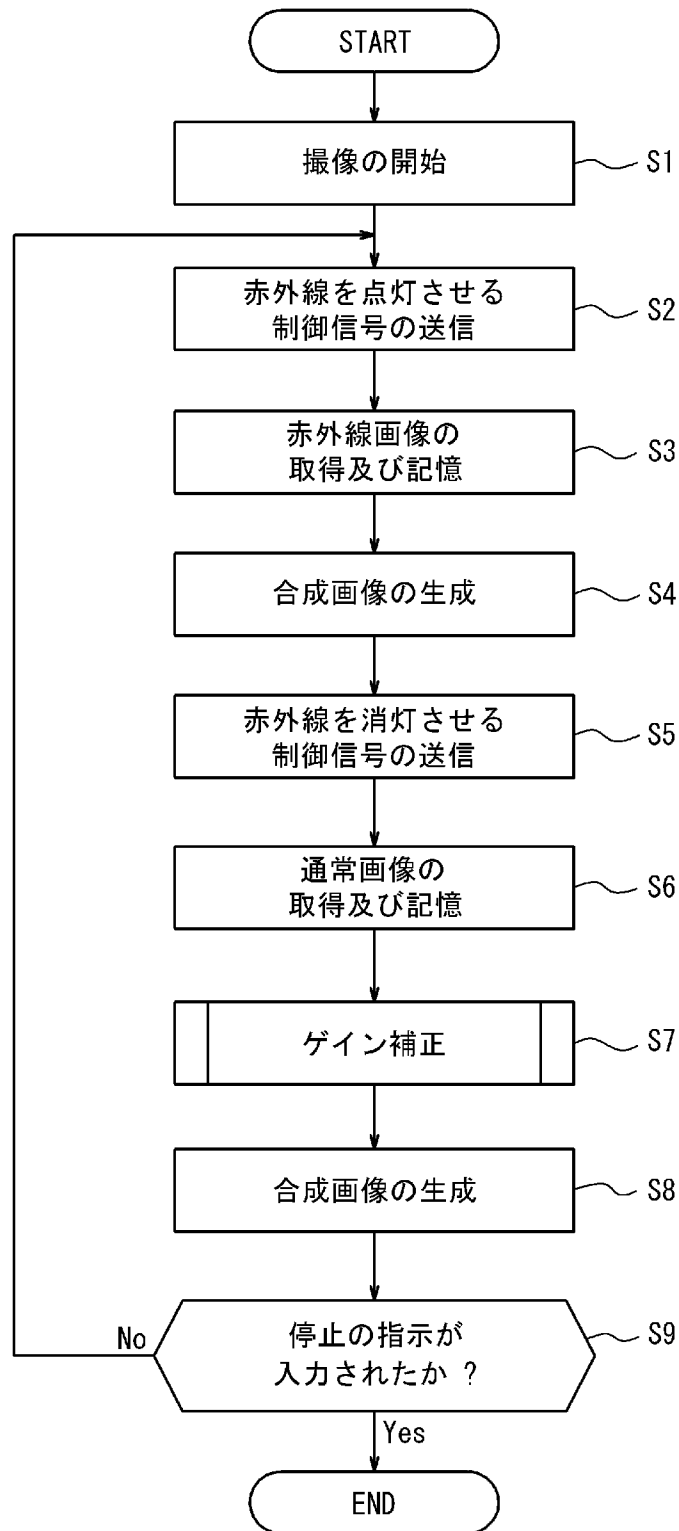 START
撮像の開始
S1
赤外線を点灯させる
制御信号の送信
S2
赤外線画像の
取得及び記憶
S3
合成画像の生成
S4
赤外線を消灯させる
制御信号の送信
S5
通常画像の
取得及び記憶
S6
ゲイン補正
S7
合成画像の生成
S8
停止の指示が
入力されたか ?
S9
No
Yes
END